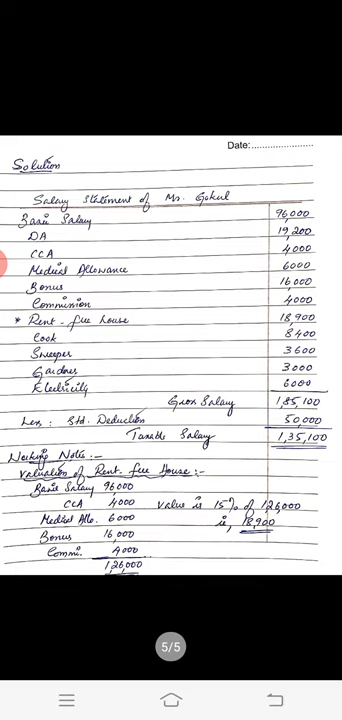 Date:........................
Solution
Salary Statement of Mr. Gokul
Basic Salary 96,000
DA 19,200
CCA 4000
Medical Allowance 6000
Bonus 16,000
Commission 4000
* Rent-free house 18,900
Cook 8400
Sweeper 3600
Gardner 3000
Electricity 6000
Gross Salary 1,85,100
Less: Std. Deduction 50,000
Taxable Salary 1,35,100
Working Note:-
Valuation of Rent-free House:-
Basic Salary 96000
CCA 4000 Value is 15% of 126,000
Medical Allo. 6000 is, 18,900
Bonus 16,000
Commi. 4000
1,26,000
5/5